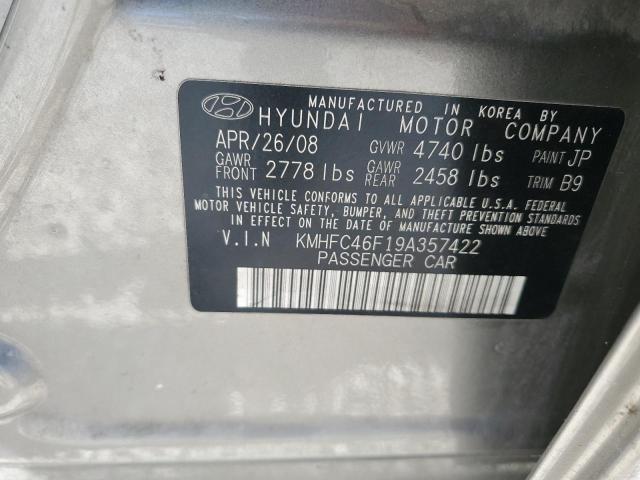 MANUFACTURED IN KOREA BY
HYUNDAI MOTOR COMPANY
APR/26/08 GVWR 4740 lbs PAINT JP
GAWR FRONT 2778 lbs GAWR REAR 2458 lbs TRIM B9
THIS VEHICLE CONFORMS TO ALL APPLICABLE U.S.A. FEDERAL
MOTOR VEHICLE SAFETY, BUMPER, AND THEFT PREVENTION STANDARDS
IN EFFECT ON THE DATE OF MANUFACTURE SHOWN ABOVE.
V.I.N KMHFC46F19A357422
PASSENGER CAR